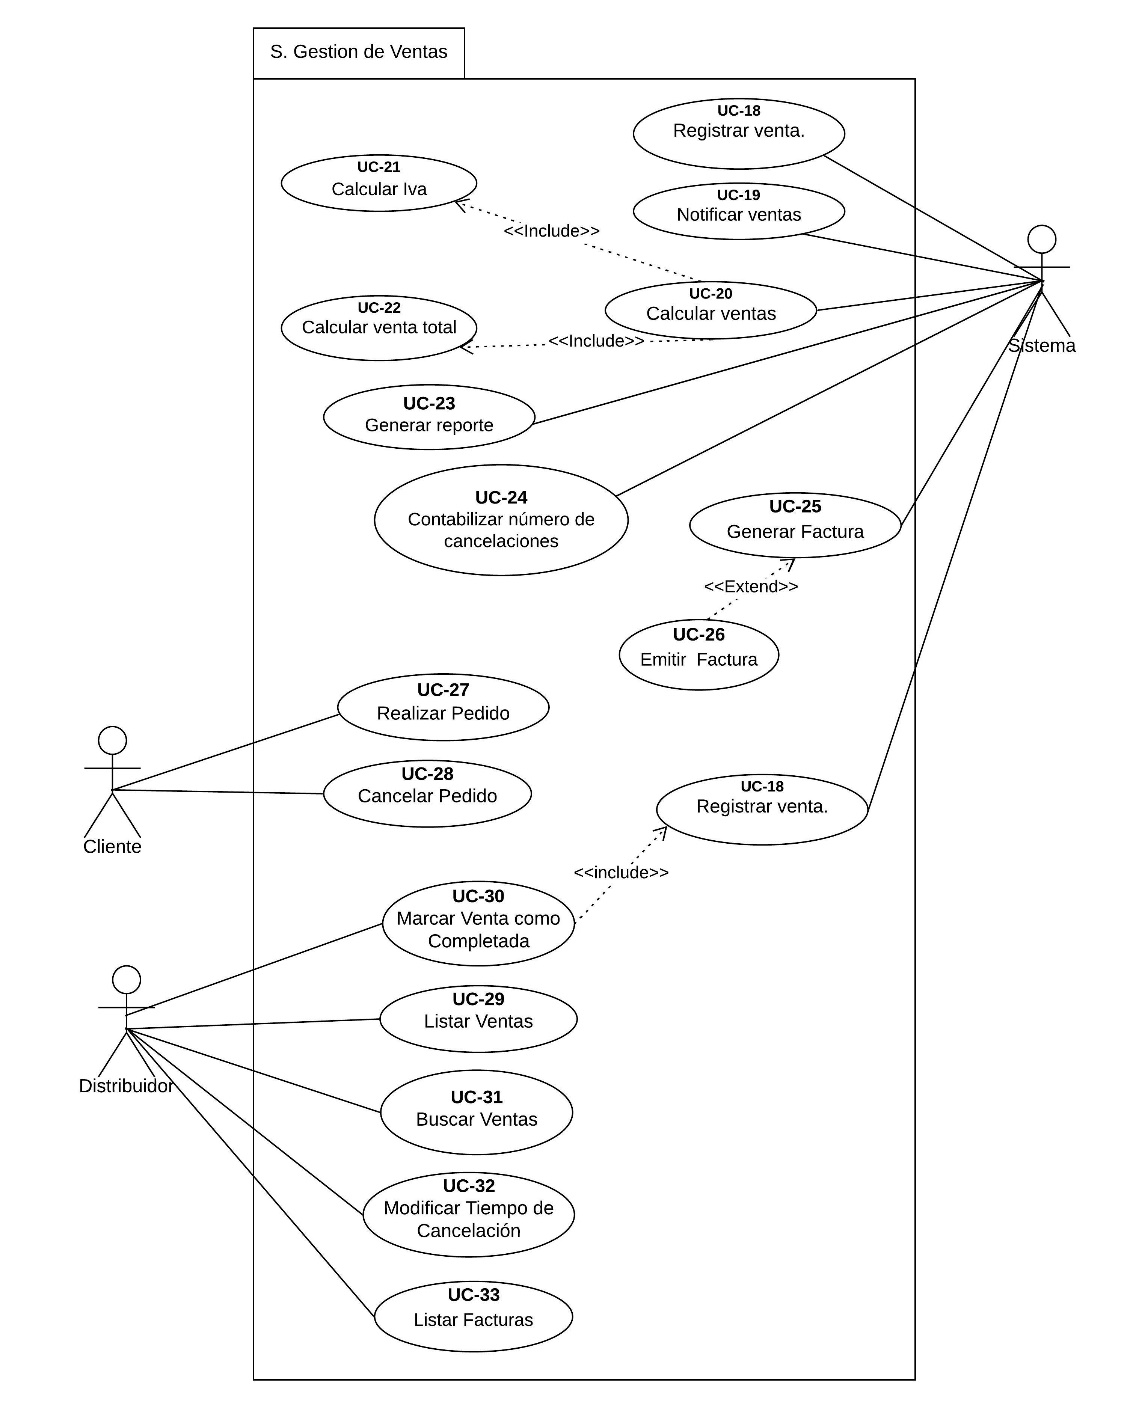 S. Gestion de Ventas
UC-18
Registrar venta.
UC-21
Calcular Iva
UC-19
Notificar ventas
<<Include>>
UC-20
Calcular ventas
UC-22
Calcular venta total
<<Include>>
Sistema
UC-23
Generar reporte
UC-24
Contabilizar número de
cancelaciones
UC-25
Generar Factura
<<Extend>>
UC-26
Emitir  Factura
UC-27
Realizar Pedido
UC-28
Cancelar Pedido
Cliente
UC-18
Registrar venta.
<<include>>
UC-30
Marcar Venta como
Completada
UC-29
Listar Ventas
Distribuidor
UC-31
Buscar Ventas
UC-32
Modificar Tiempo de
Cancelación
UC-33
Listar Facturas